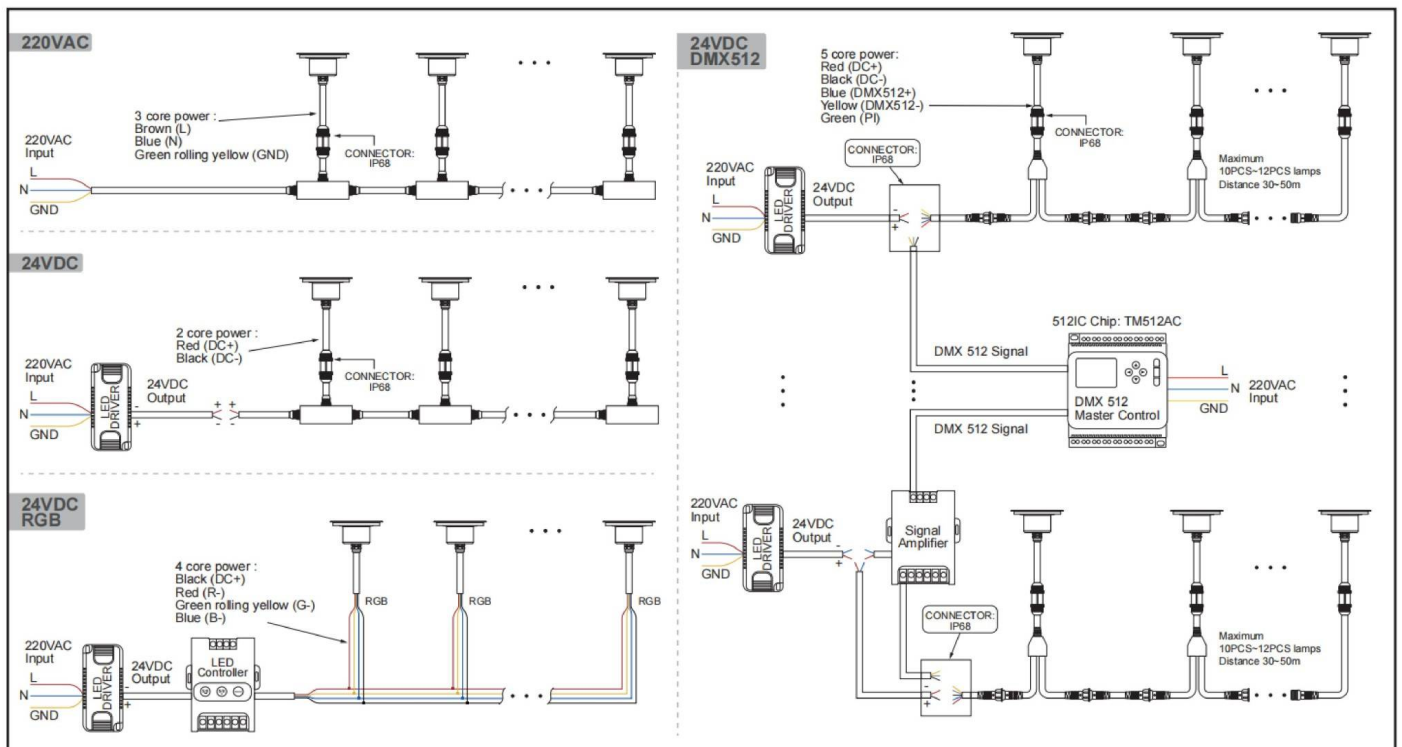 220VAC
3 core power :
Brown (L)
Blue (N)
Green rolling yellow (GND)
CONNECTOR:
IP68
220VAC
Input
L
N
GND
24VDC
2 core power :
Red (DC+)
Black (DC-)
CONNECTOR:
IP68
220VAC
Input
L
N
GND
LED
DRIVER
24VDC
Output
-
+
+ +
- -
24VDC
RGB
4 core power :
Black (DC+)
Red (R-)
Green rolling yellow (G-)
Blue (B-)
RGB
RGB
RGB
220VAC
Input
L
N
GND
LED
DRIVER
24VDC
Output
-
+
LED
Controller
24VDC
DMX512
5 core power:
Red (DC+)
Black (DC-)
Blue (DMX512+)
Yellow (DMX512-)
Green (PI)
CONNECTOR:
IP68
CONNECTOR:
IP68
220VAC
Input
L
N
GND
LED
DRIVER
24VDC
Output
-
+
Maximum
10PCS~12PCS lamps
Distance 30~50m
512IC Chip: TM512AC
DMX 512 Signal
DMX 512
Master Control
L
N
GND
220VAC
Input
DMX 512 Signal
220VAC
Input
L
N
GND
LED
DRIVER
24VDC
Output
-
+
Signal
Amplifier
CONNECTOR:
IP68
-
+
Maximum
10PCS~12PCS lamps
Distance 30~50m